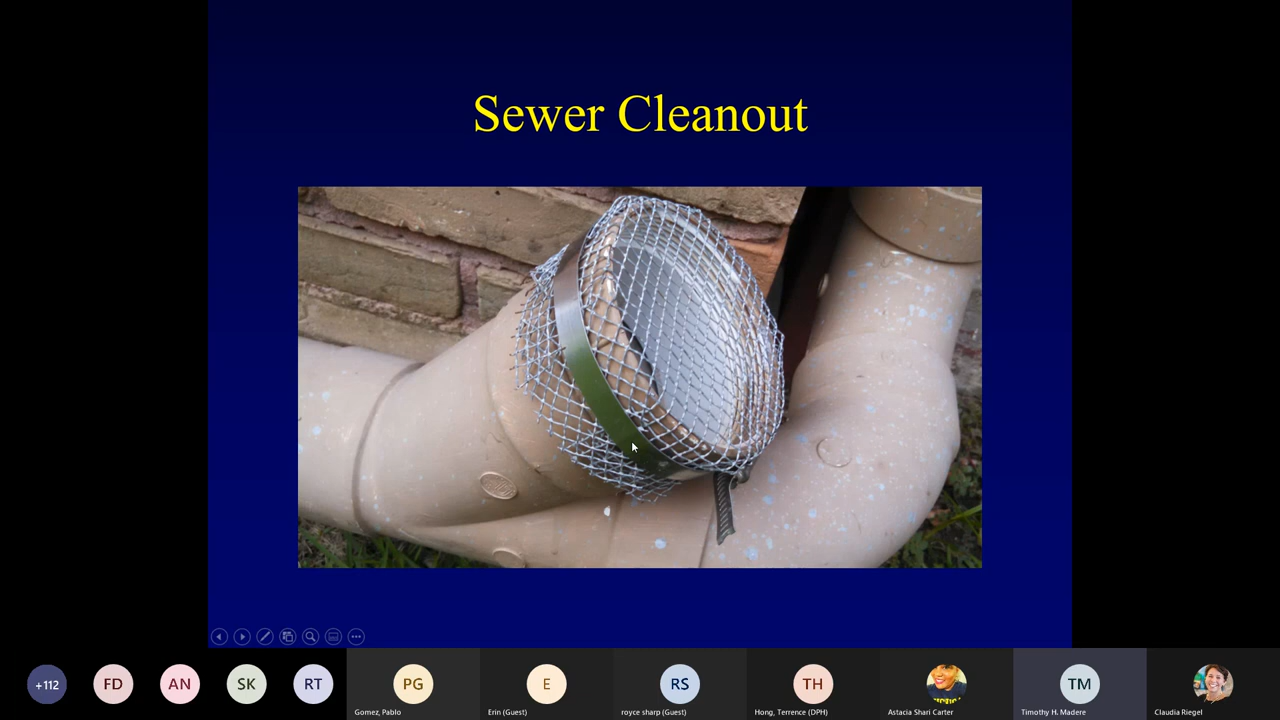 Sewer Cleanout
+112
FD
AN
SK
RT
PG
E
RS
TH
TM
Gomez, Pablo
Erin (Guest)
royce sharp (Guest)
Hong, Terrence (DPH)
Astacia Shari Carter
Timothy H. Madere
Claudia Riegel